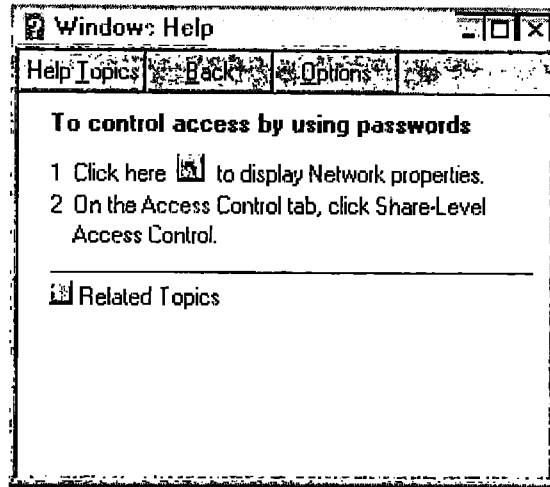 Windows Help
Help Topics Back Options
To control access by using passwords
1 Click here to display Network properties.
2 On the Access Control tab, click Share-Level
Access Control.
Related Topics